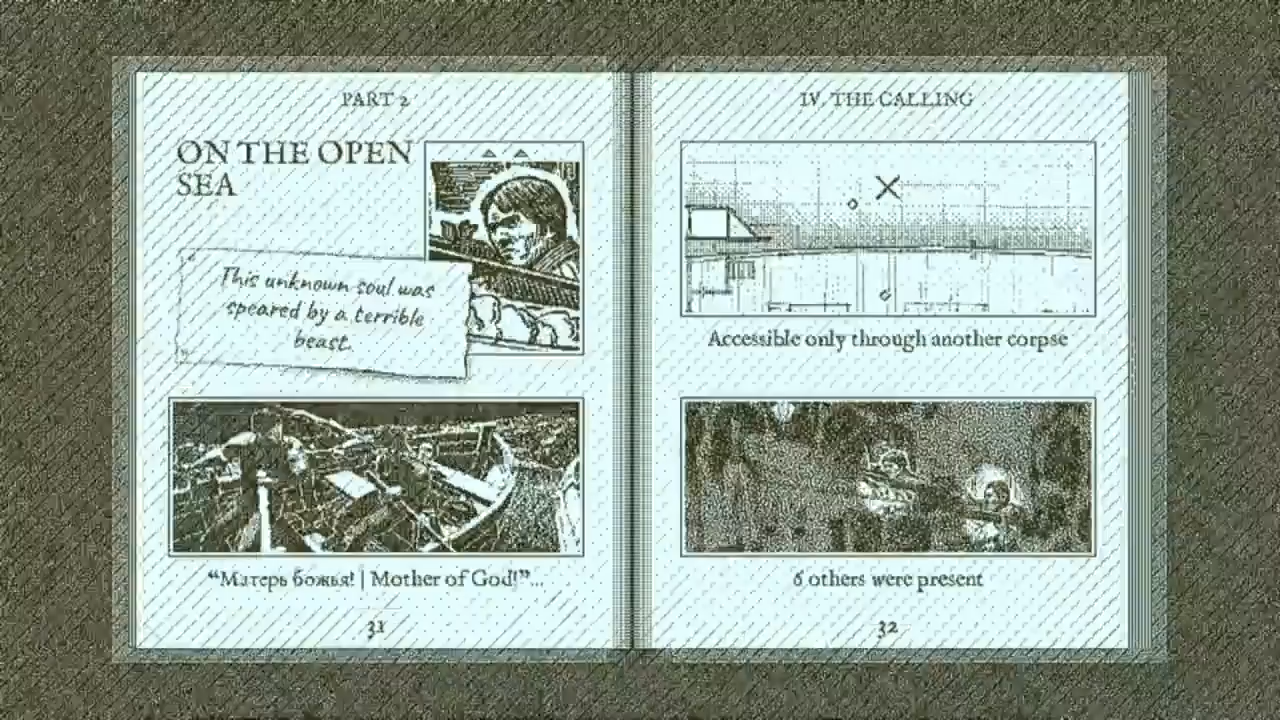 PART 2
ON THE OPEN
SEA
This unknown soul was
speared by a terrible
beast.
“Матерь божья! | Mother of God!”...
31
IV. THE CALLING
Accessible only through another corpse
6 others were present
32